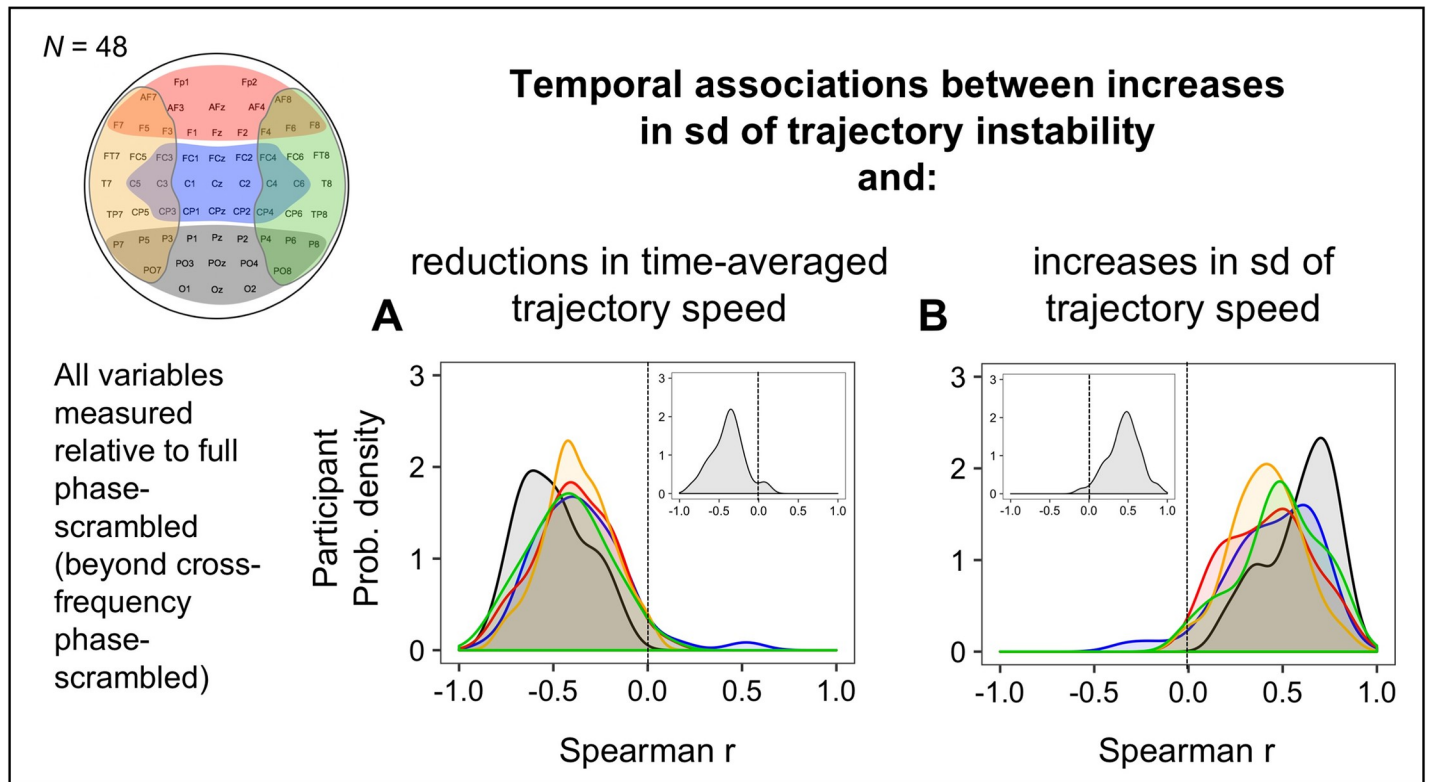 N = 48
Fp1 Fp2
AF7 AF3 AFz AF4 AF8
F7 F5 F3 F1 Fz F2 F4 F6 F8
FT7 FC5 FC3 FC1 FCz FC2 FC4 FC6 FT8
T7 C5 C3 C1 Cz C2 C4 C6 T8
TP7 CP5 CP3 CP1 CPz CP2 CP4 CP6 TP8
P7 P5 P3 P1 Pz P2 P4 P6 P8
PO7 PO3 POz PO4 PO8
O1 Oz O2
Temporal associations between increases
in sd of trajectory instability
and:
All variables
measured
relative to full
phase-
scrambled
(beyond cross-
frequency
phase-
scrambled)
reductions in time-averaged
trajectory speed
A
Participant
Prob. density
3
2
1
0
-1.0 -0.5 0.0 0.5 1.0
Spearman r
3
2
1
0
-1.0 -0.5 0.0 0.5 1.0
increases in sd of
trajectory speed
B
3
2
1
0
-1.0 -0.5 0.0 0.5 1.0
Spearman r
3
2
1
0
-1.0 -0.5 0.0 0.5 1.0